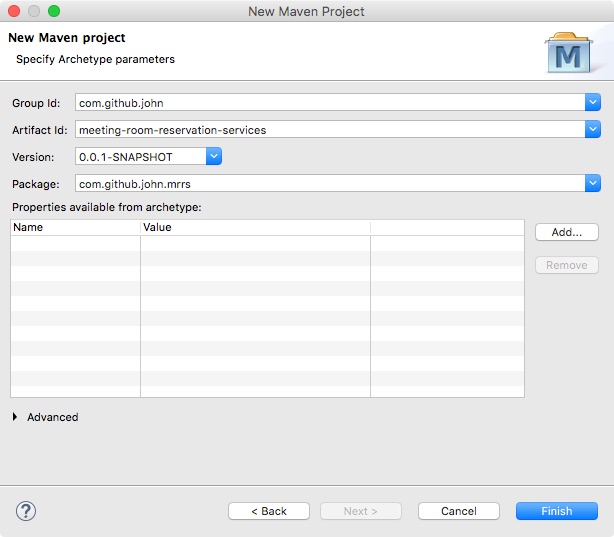 New Maven Project
New Maven project
Specify Archetype parameters
M
Group Id: com.github.john
Artifact Id: meeting-room-reservation-services
Version: 0.0.1-SNAPSHOT
Package: com.github.john.mrrs
Properties available from archetype:
Name Value
Add...
Remove
Advanced
? < Back Next > Cancel Finish